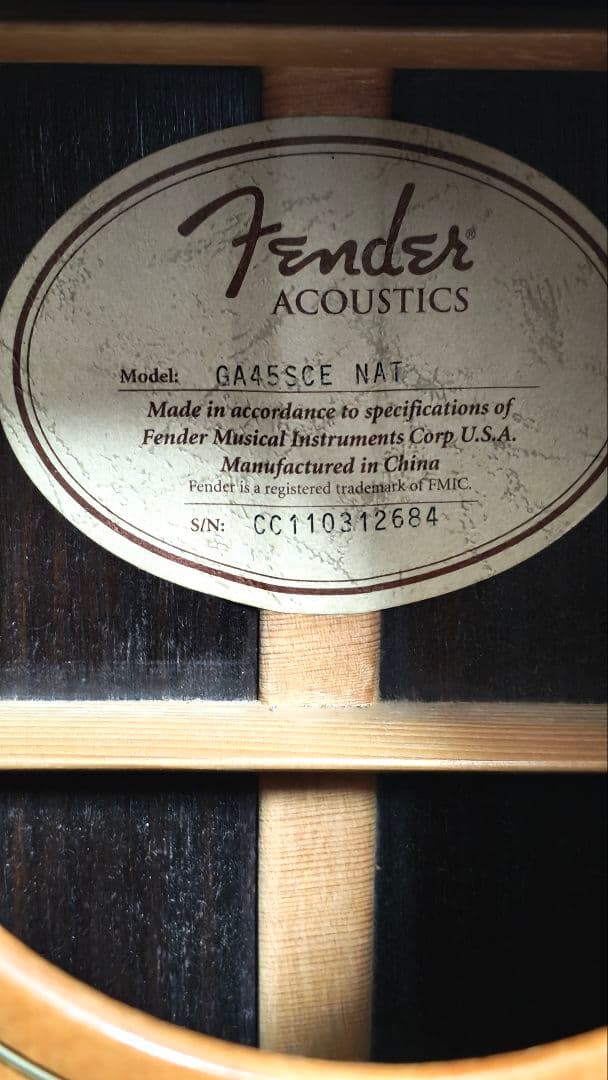 Fender®
ACOUSTICS
Model: GA45SCE NAT
Made in accordance to specifications of
Fender Musical Instruments Corp U.S.A.
Manufactured in China
Fender is a registered trademark of FMIC.
S/N: CC110312684